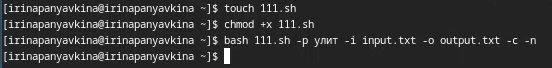 [irinapanyavkina@irinapanyavkina ~]$ touch 111.sh
[irinapanyavkina@irinapanyavkina ~]$ chmod +x 111.sh
[irinapanyavkina@irinapanyavkina ~]$ bash 111.sh -p улит -i input.txt -o output.txt -c -n
[irinapanyavkina@irinapanyavkina ~]$